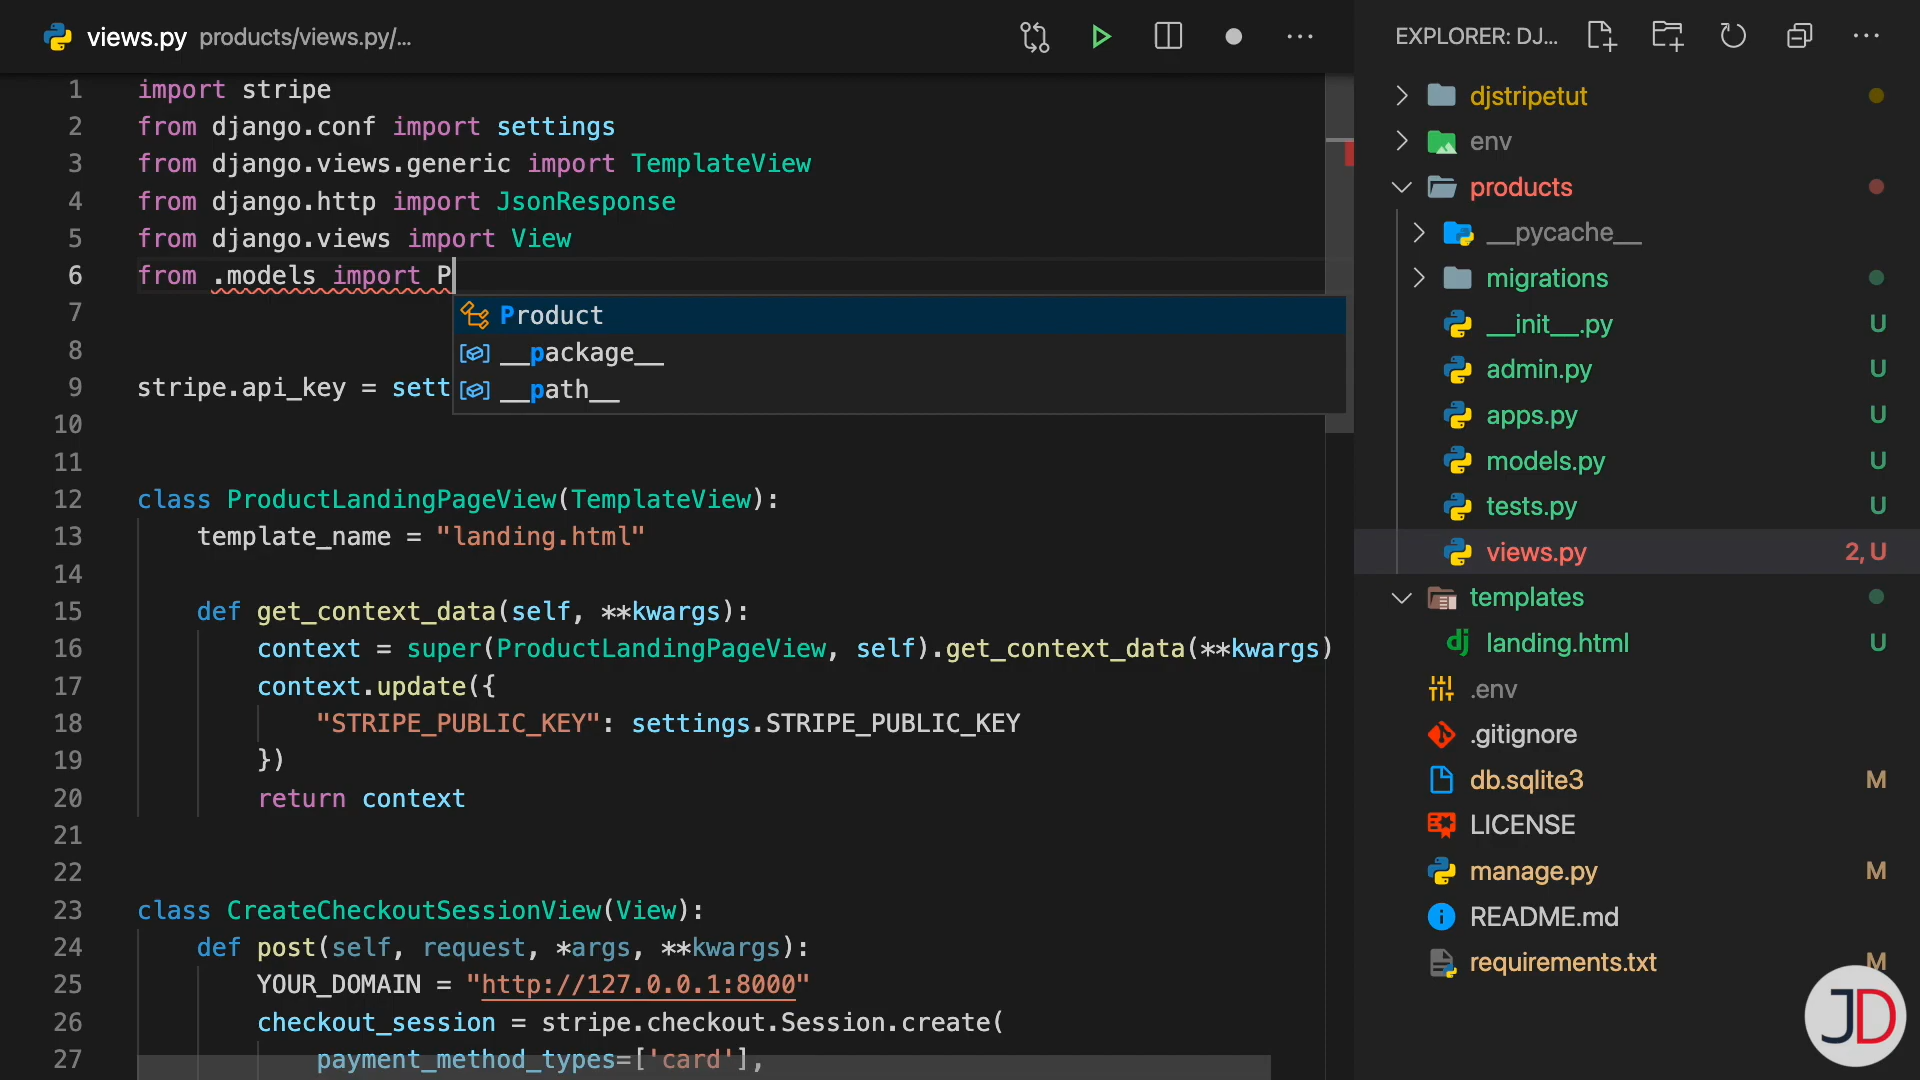 views.py products/views.py/...
1 import stripe
2 from django.conf import settings
3 from django.views.generic import TemplateView
4 from django.http import JsonResponse
5 from django.views import View
6 from .models import P
7
Product
8
__package__
9 stripe.api_key = sett
__path__
10
11
12 class ProductLandingPageView(TemplateView):
13 template_name = "landing.html"
14
15 def get_context_data(self, **kwargs):
16 context = super(ProductLandingPageView, self).get_context_data(**kwargs)
17 context.update({
18 "STRIPE_PUBLIC_KEY": settings.STRIPE_PUBLIC_KEY
19 })
20 return context
21
22
23 class CreateCheckoutSessionView(View):
24 def post(self, request, *args, **kwargs):
25 YOUR_DOMAIN = "http://127.0.0.1:8000"
26 checkout_session = stripe.checkout.Session.create(
27 payment_method_types=['card'],
EXPLORER: DJ...
djstripetut
env
products
__pycache__
migrations
__init__.py U
admin.py U
apps.py U
models.py U
tests.py U
views.py 2, U
templates
dj landing.html U
.env
.gitignore
db.sqlite3 M
LICENSE
manage.py M
README.md
requirements.txt M
JD